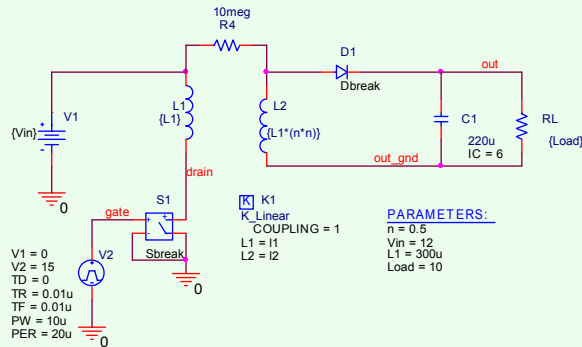 10meg
R4
D1
Dbreak
out
V1
{Vin}
L1
{L1}
L2
{L1*(n*n)}
C1
220u
IC = 6
RL
{Load}
out_gnd
drain
0
gate
S1
Sbreak
0
K K1
K_Linear
COUPLING = 1
L1 = l1
L2 = l2
PARAMETERS:
n = 0.5
Vin = 12
L1 = 300u
Load = 10
V2
V1 = 0
V2 = 15
TD = 0
TR = 0.01u
TF = 0.01u
PW = 10u
PER = 20u
0